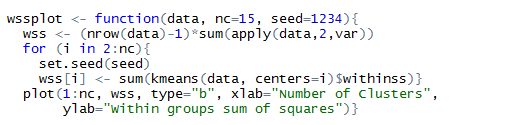 wssplot <- function(data, nc=15, seed=1234){
  wss <- (nrow(data)-1)*sum(apply(data,2,var))
  for (i in 2:nc){
    set.seed(seed)
    wss[i] <- sum(kmeans(data, centers=i)$withinss)}
  plot(1:nc, wss, type="b", xlab="Number of Clusters",
       ylab="Within groups sum of squares")}